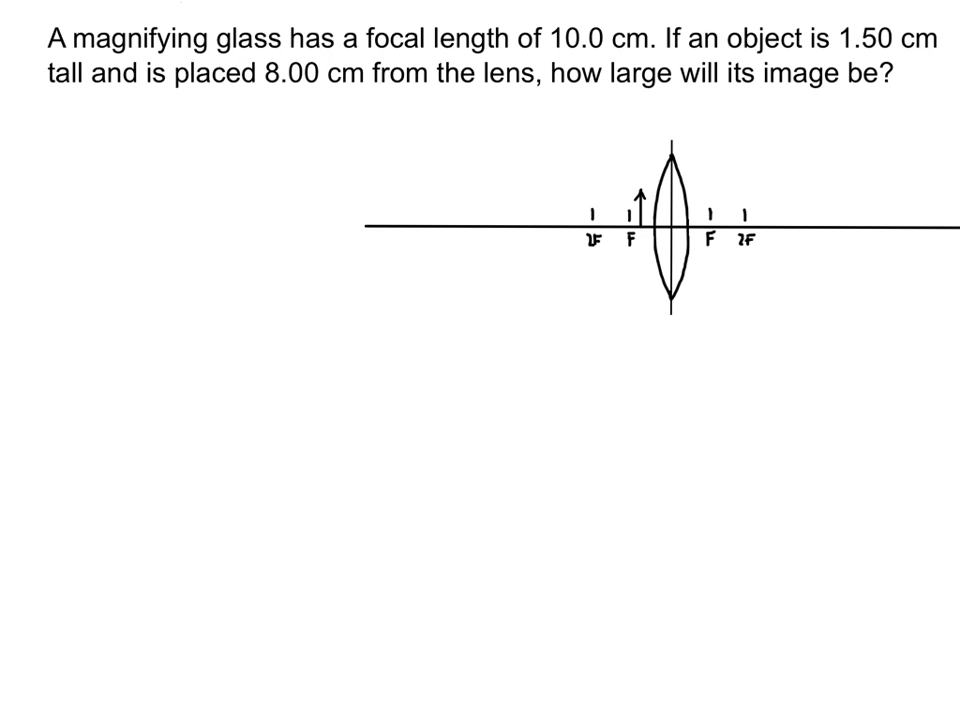 A magnifying glass has a focal length of 10.0 cm. If an object is 1.50 cm
tall and is placed 8.00 cm from the lens, how large will its image be?
2F F F 2F